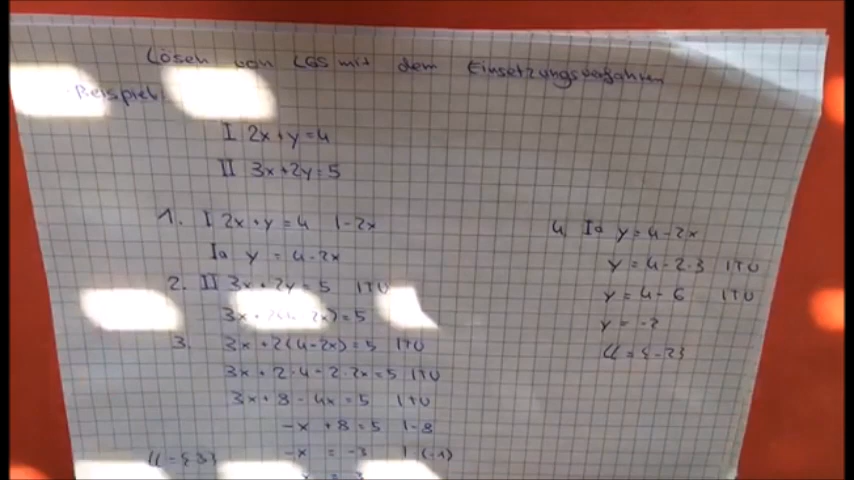 Lösen von LGS mit dem Einsetzungsverfahren
Beispiel:
I 2x+y=4
II 3x+2y=5
1. I 2x+y=4 |-2x
Ia y = 4-2x
2. II 3x+2y=5 |TU
3x+2(4-2x)=5
3. 3x+2(4-2x)=5 |TU
3x+2·4-2·2x=5 |TU
3x+8-4x=5 |TU
-x +8=5 |-8
-x = -3 |(-1)
x = 3
L={3}
4. Ia y=4-2x
y = 4-2·3 |TU
y = 4-6 |TU
y = -2
L={-2}